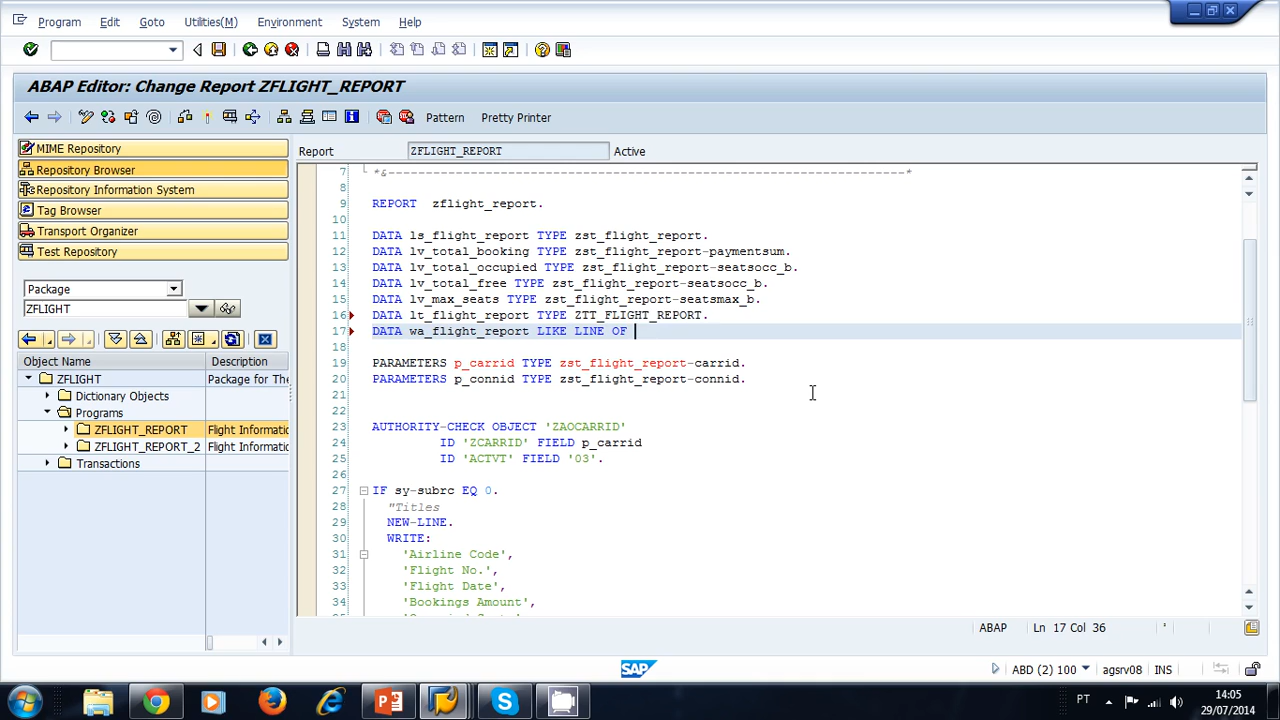 Program Edit Goto Utilities(M) Environment System Help
ABAP Editor: Change Report ZFLIGHT_REPORT
Pattern Pretty Printer
MIME Repository
Repository Browser
Repository Information System
Tag Browser
Transport Organizer
Test Repository
Package
ZFLIGHT
Object Name Description
ZFLIGHT Package for The
Dictionary Objects
Programs
ZFLIGHT_REPORT Flight Informatio
ZFLIGHT_REPORT_2 Flight Informatio
Transactions
Report ZFLIGHT_REPORT Active
7 *&---------------------------------------------------------------------*
8
9 REPORT zflight_report.
10
11 DATA ls_flight_report TYPE zst_flight_report.
12 DATA lv_total_booking TYPE zst_flight_report-paymentsum.
13 DATA lv_total_occupied TYPE zst_flight_report-seatsocc_b.
14 DATA lv_total_free TYPE zst_flight_report-seatsocc_b.
15 DATA lv_max_seats TYPE zst_flight_report-seatsmax_b.
16 DATA lt_flight_report TYPE ZTT_FLIGHT_REPORT.
17 DATA wa_flight_report LIKE LINE OF
18
19 PARAMETERS p_carrid TYPE zst_flight_report-carrid.
20 PARAMETERS p_connid TYPE zst_flight_report-connid.
21
22
23 AUTHORITY-CHECK OBJECT 'ZAOCARRID'
24 ID 'ZCARRID' FIELD p_carrid
25 ID 'ACTVT' FIELD '03'.
26
27 IF sy-subrc EQ 0.
28 "Titles
29 NEW-LINE.
30 WRITE:
31 'Airline Code',
32 'Flight No.',
33 'Flight Date',
34 'Bookings Amount',
ABAP Ln 17 Col 36
SAP
ABD (2) 100 agsrv08 INS
PT 14:05
29/07/2014